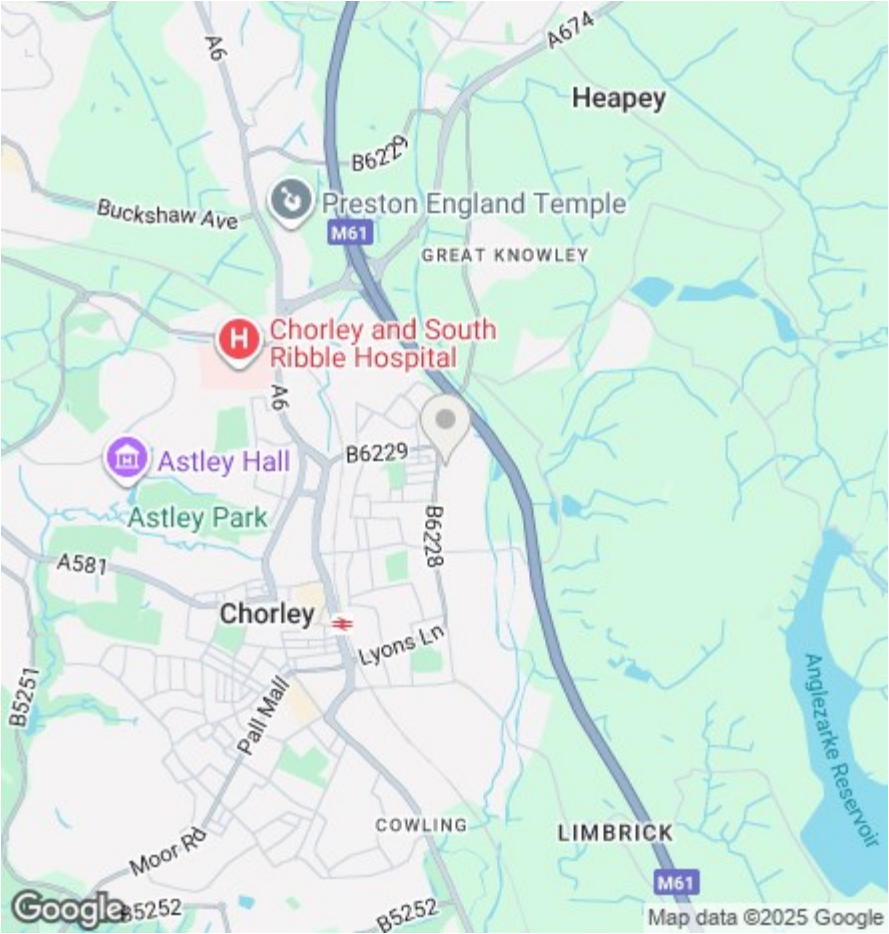 A6
A674
Heapey
B6229
Buckshaw Ave
Preston England Temple
M61
GREAT KNOWLEY
H
Chorley and South
Ribble Hospital
A6
B6229
Astley Hall
Astley Park
B6228
A581
Chorley
Lyons Ln
B5251
Pall Mall
Anglezarke Reservoir
COWLING
LIMBRICK
Moor Rd
M61
Google
B5252
B5252
Map data ©2025 Google